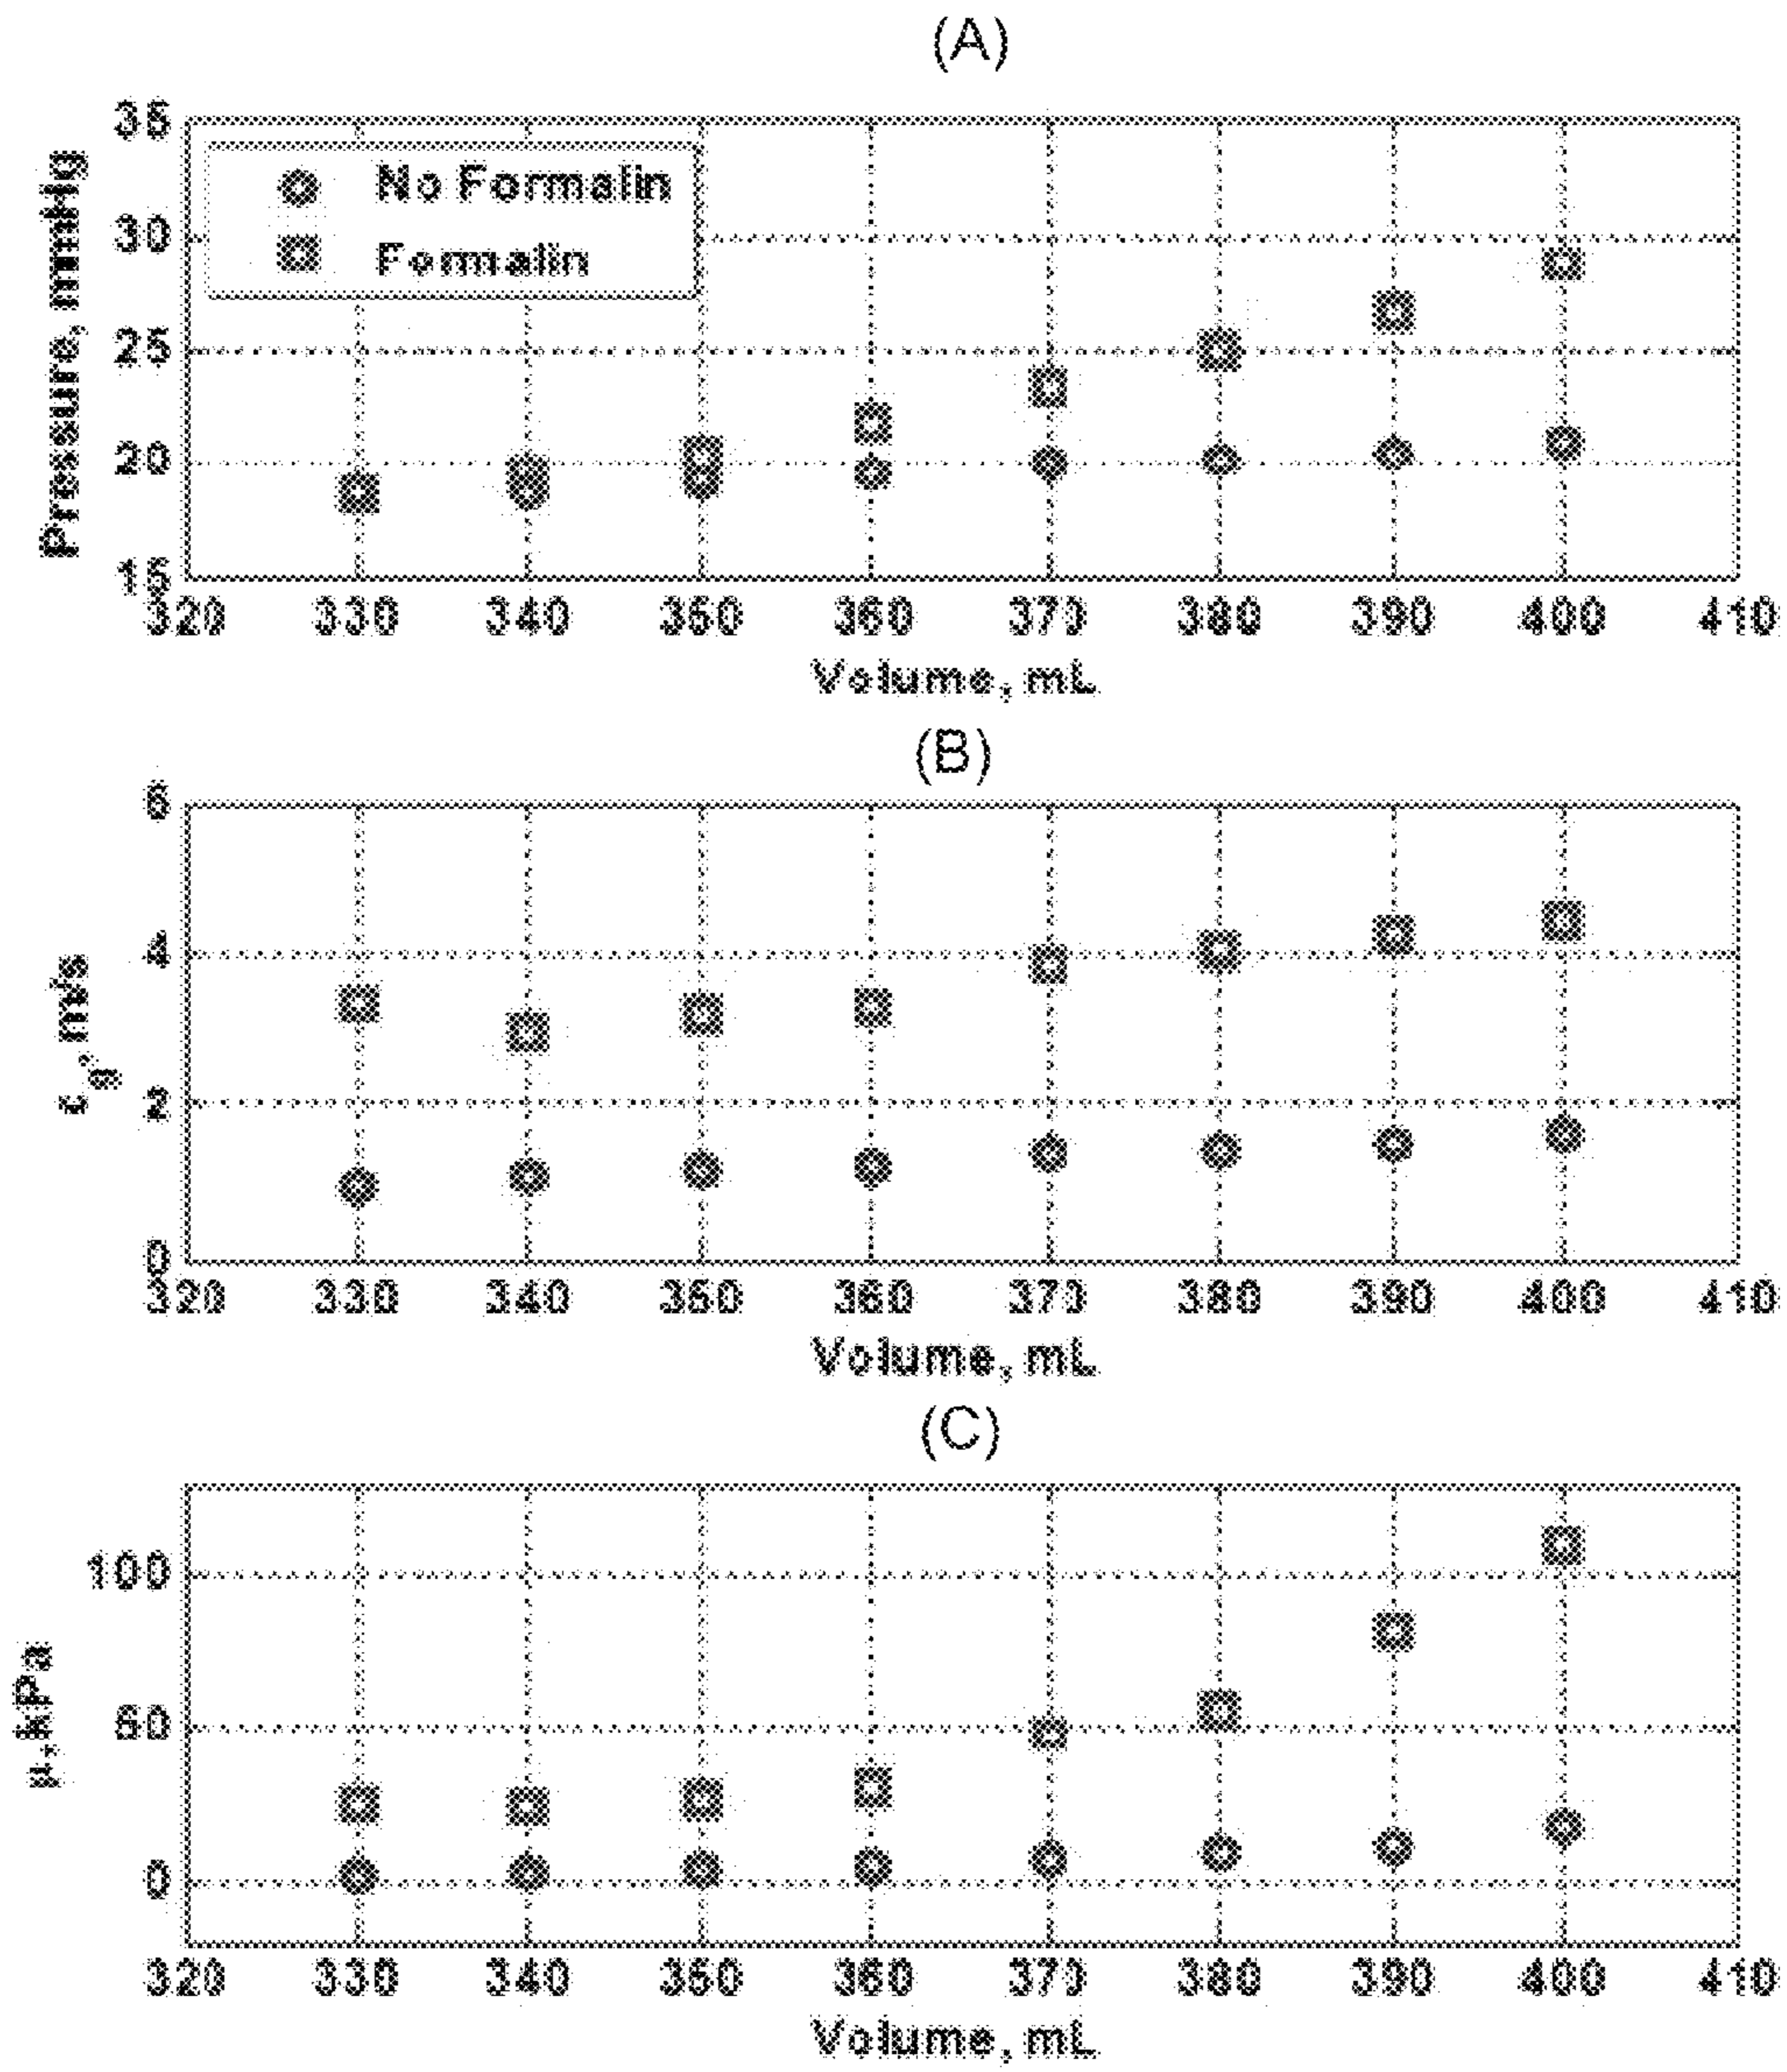 (A)
35
30
25
20
15
Pressure, mmHg
No Formalin
Formalin
320 330 340 350 360 370 380 390 400 410
Volume, mL
(B)
6
4
2
0
c_g, m/s
320 330 340 350 360 370 380 390 400 410
Volume, mL
(C)
100
50
0
μ, kPa
320 330 340 350 360 370 380 390 400 410
Volume, mL